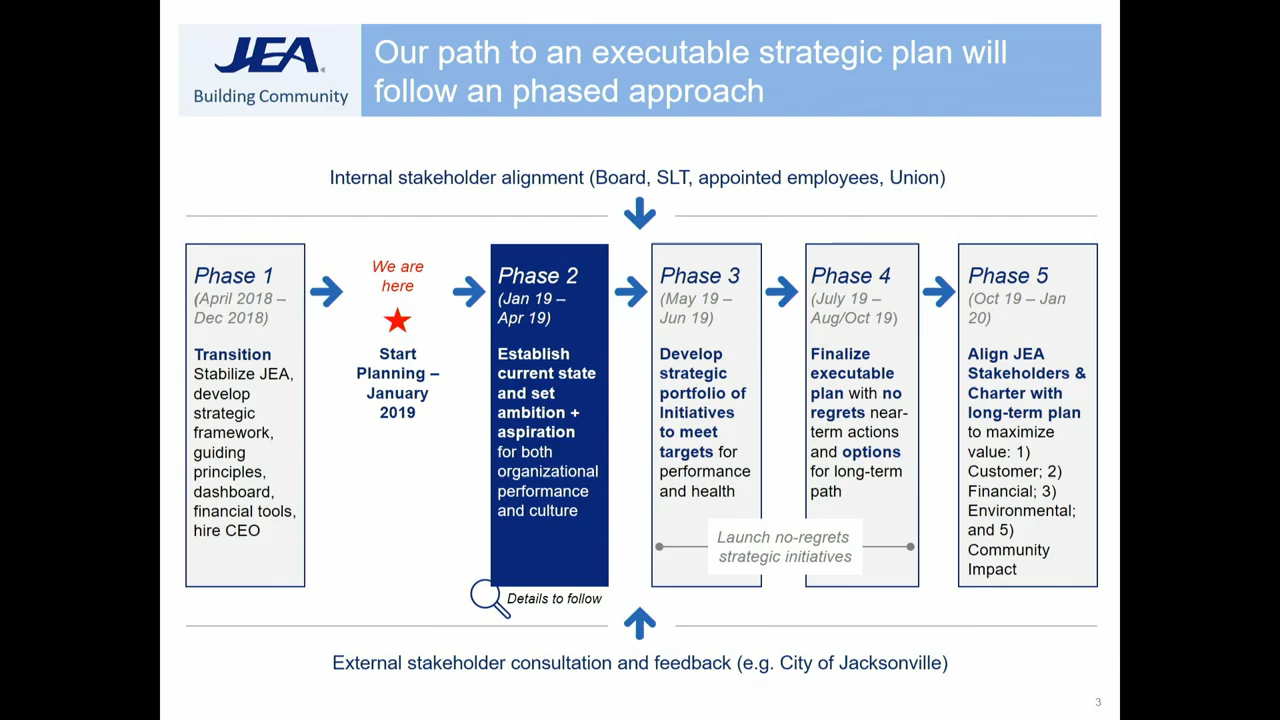 JEA
Building Community
Our path to an executable strategic plan will
follow an phased approach
Internal stakeholder alignment (Board, SLT, appointed employees, Union)
Phase 1
(April 2018 –
Dec 2018)
Transition
Stabilize JEA,
develop
strategic
framework,
guiding
principles,
dashboard,
financial tools,
hire CEO
We are
here
Start
Planning –
January
2019
Phase 2
(Jan 19 –
Apr 19)
Establish
current state
and set
ambition +
aspiration
for both
organizational
performance
and culture
Details to follow
Phase 3
(May 19 –
Jun 19)
Develop
strategic
portfolio of
Initiatives
to meet
targets for
performance
and health
Phase 4
(July 19 –
Aug/Oct 19)
Finalize
executable
plan with no
regrets near-
term actions
and options
for long-term
path
Launch no-regrets
strategic initiatives
Phase 5
(Oct 19 – Jan
20)
Align JEA
Stakeholders &
Charter with
long-term plan
to maximize
value: 1)
Customer; 2)
Financial; 3)
Environmental;
and 5)
Community
Impact
External stakeholder consultation and feedback (e.g. City of Jacksonville)
3